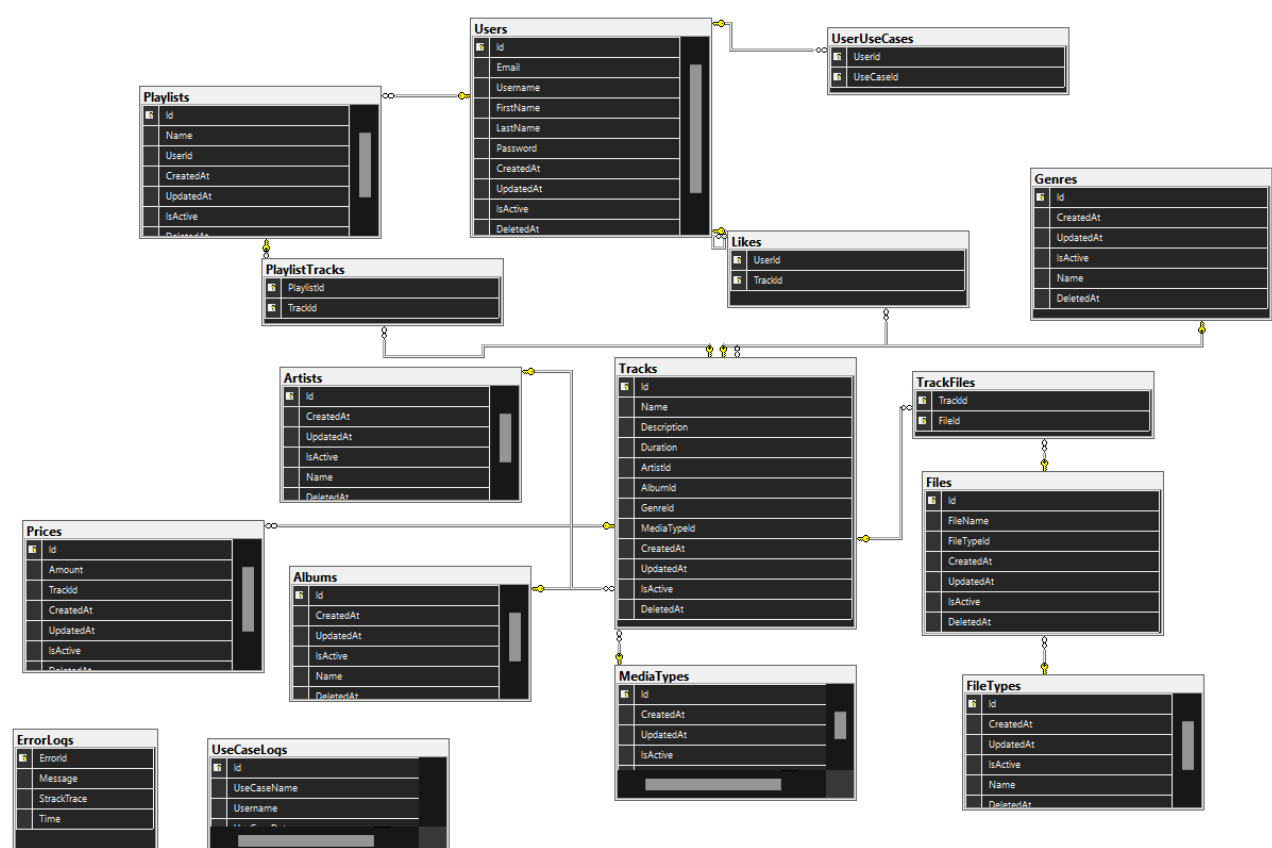 Users
Id
Email
Username
FirstName
LastName
Password
CreatedAt
UpdatedAt
IsActive
DeletedAt
UserUseCases
UserId
UseCaseId
Playlists
Id
Name
UserId
CreatedAt
UpdatedAt
IsActive
DeletedAt
Genres
Id
CreatedAt
UpdatedAt
IsActive
Name
DeletedAt
Likes
UserId
TrackId
PlaylistTracks
PlaylistId
TrackId
Artists
Id
CreatedAt
UpdatedAt
IsActive
Name
DeletedAt
Tracks
Id
Name
Description
Duration
ArtistId
AlbumId
GenreId
MediaTypeId
CreatedAt
UpdatedAt
IsActive
DeletedAt
TrackFiles
TrackId
FileId
Files
Id
FileName
FileTypeId
CreatedAt
UpdatedAt
IsActive
DeletedAt
Prices
Id
Amount
TrackId
CreatedAt
UpdatedAt
IsActive
DeletedAt
Albums
Id
CreatedAt
UpdatedAt
IsActive
Name
DeletedAt
MediaTypes
Id
CreatedAt
UpdatedAt
IsActive
FileTypes
Id
CreatedAt
UpdatedAt
IsActive
Name
DeletedAt
ErrorLogs
ErrorId
Message
StrackTrace
Time
UseCaseLogs
Id
UseCaseName
Username